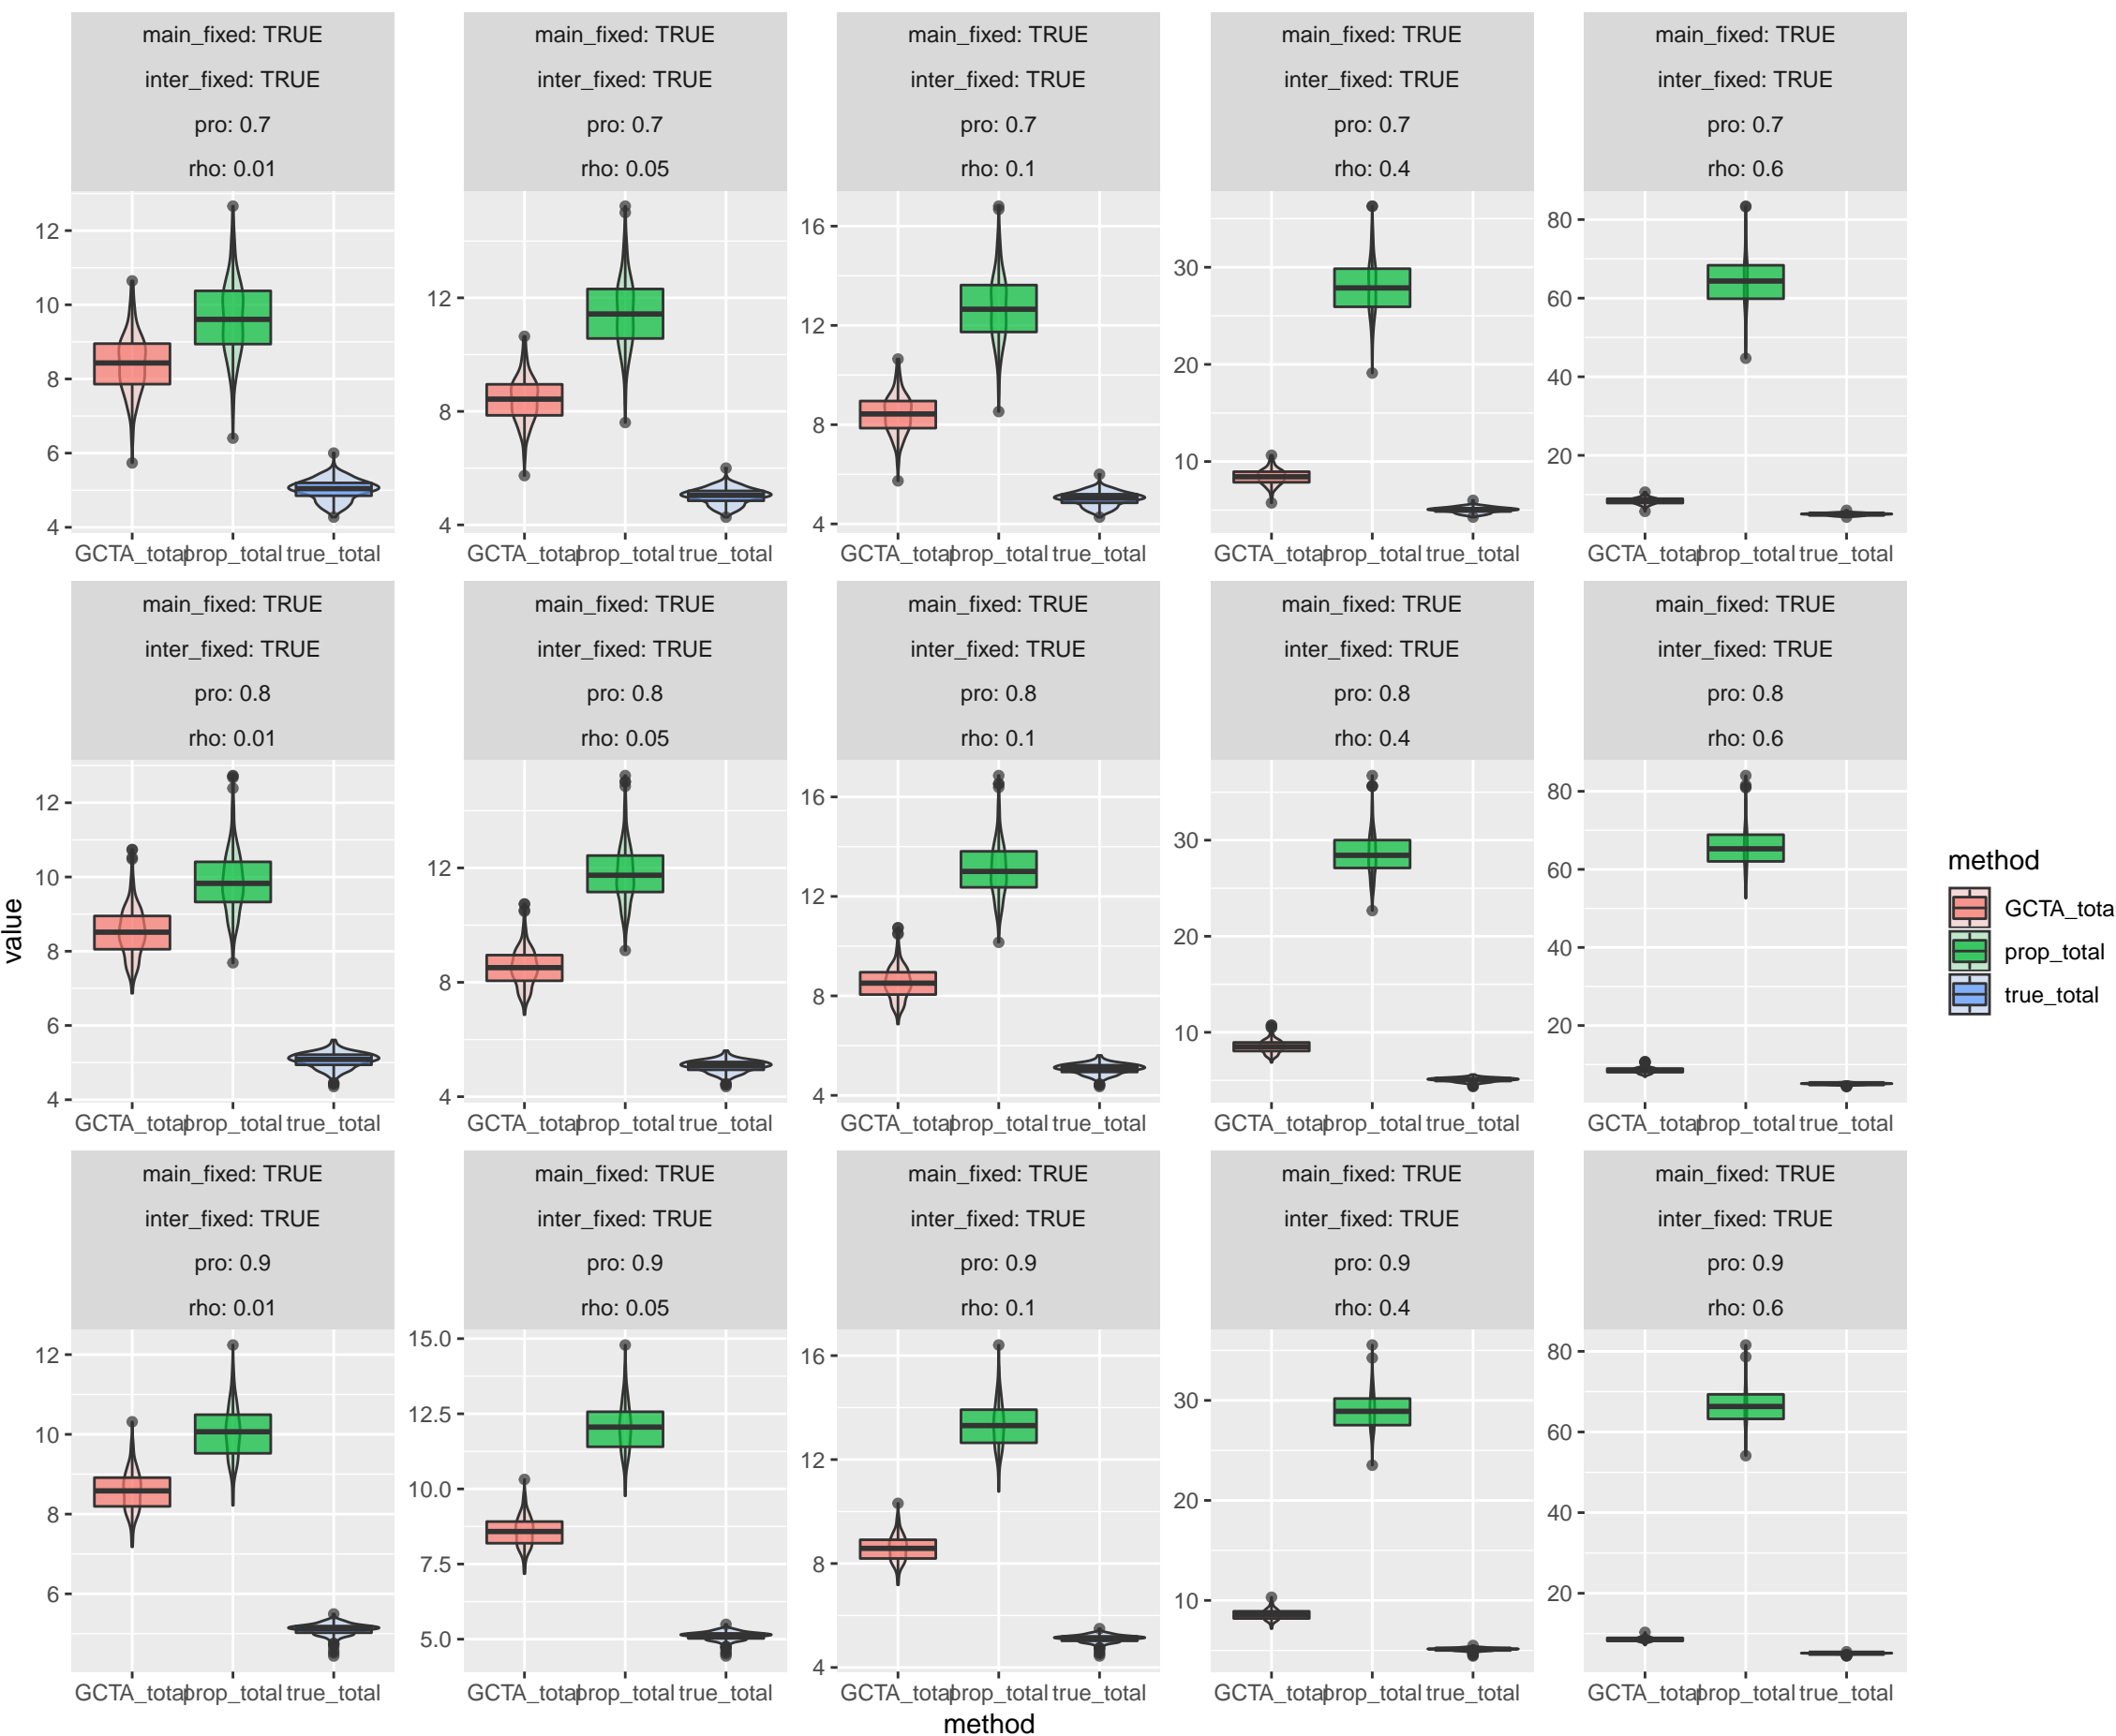 main_fixed: TRUE main_fixed: TRUE main_fixed: TRUE main_fixed: TRUE main_fixed: TRUE
inter_fixed: TRUE inter_fixed: TRUE inter_fixed: TRUE inter_fixed: TRUE inter_fixed: TRUE
pro: 0.7 pro: 0.7 pro: 0.7 pro: 0.7 pro: 0.7
rho: 0.01 rho: 0.05 rho: 0.1 rho: 0.4 rho: 0.6
12 10 8 6 4
12 8 4
16 12 8 4
30 20 10
80 60 40 20
GCTA_total prop_total true_total GCTA_total prop_total true_total GCTA_total prop_total true_total GCTA_total prop_total true_total GCTA_total prop_total true_total
main_fixed: TRUE main_fixed: TRUE main_fixed: TRUE main_fixed: TRUE main_fixed: TRUE
inter_fixed: TRUE inter_fixed: TRUE inter_fixed: TRUE inter_fixed: TRUE inter_fixed: TRUE
pro: 0.8 pro: 0.8 pro: 0.8 pro: 0.8 pro: 0.8
rho: 0.01 rho: 0.05 rho: 0.1 rho: 0.4 rho: 0.6
value
12 10 8 6 4
12 8 4
16 12 8 4
30 20 10
80 60 40 20
GCTA_total prop_total true_total GCTA_total prop_total true_total GCTA_total prop_total true_total GCTA_total prop_total true_total GCTA_total prop_total true_total
method
GCTA_tota
prop_total
true_total
main_fixed: TRUE main_fixed: TRUE main_fixed: TRUE main_fixed: TRUE main_fixed: TRUE
inter_fixed: TRUE inter_fixed: TRUE inter_fixed: TRUE inter_fixed: TRUE inter_fixed: TRUE
pro: 0.9 pro: 0.9 pro: 0.9 pro: 0.9 pro: 0.9
rho: 0.01 rho: 0.05 rho: 0.1 rho: 0.4 rho: 0.6
12 10 8 6
15.0 12.5 10.0 7.5 5.0
16 12 8 4
30 20 10
80 60 40 20
GCTA_total prop_total true_total GCTA_total prop_total true_total GCTA_total prop_total true_total GCTA_total prop_total true_total GCTA_total prop_total true_total
method